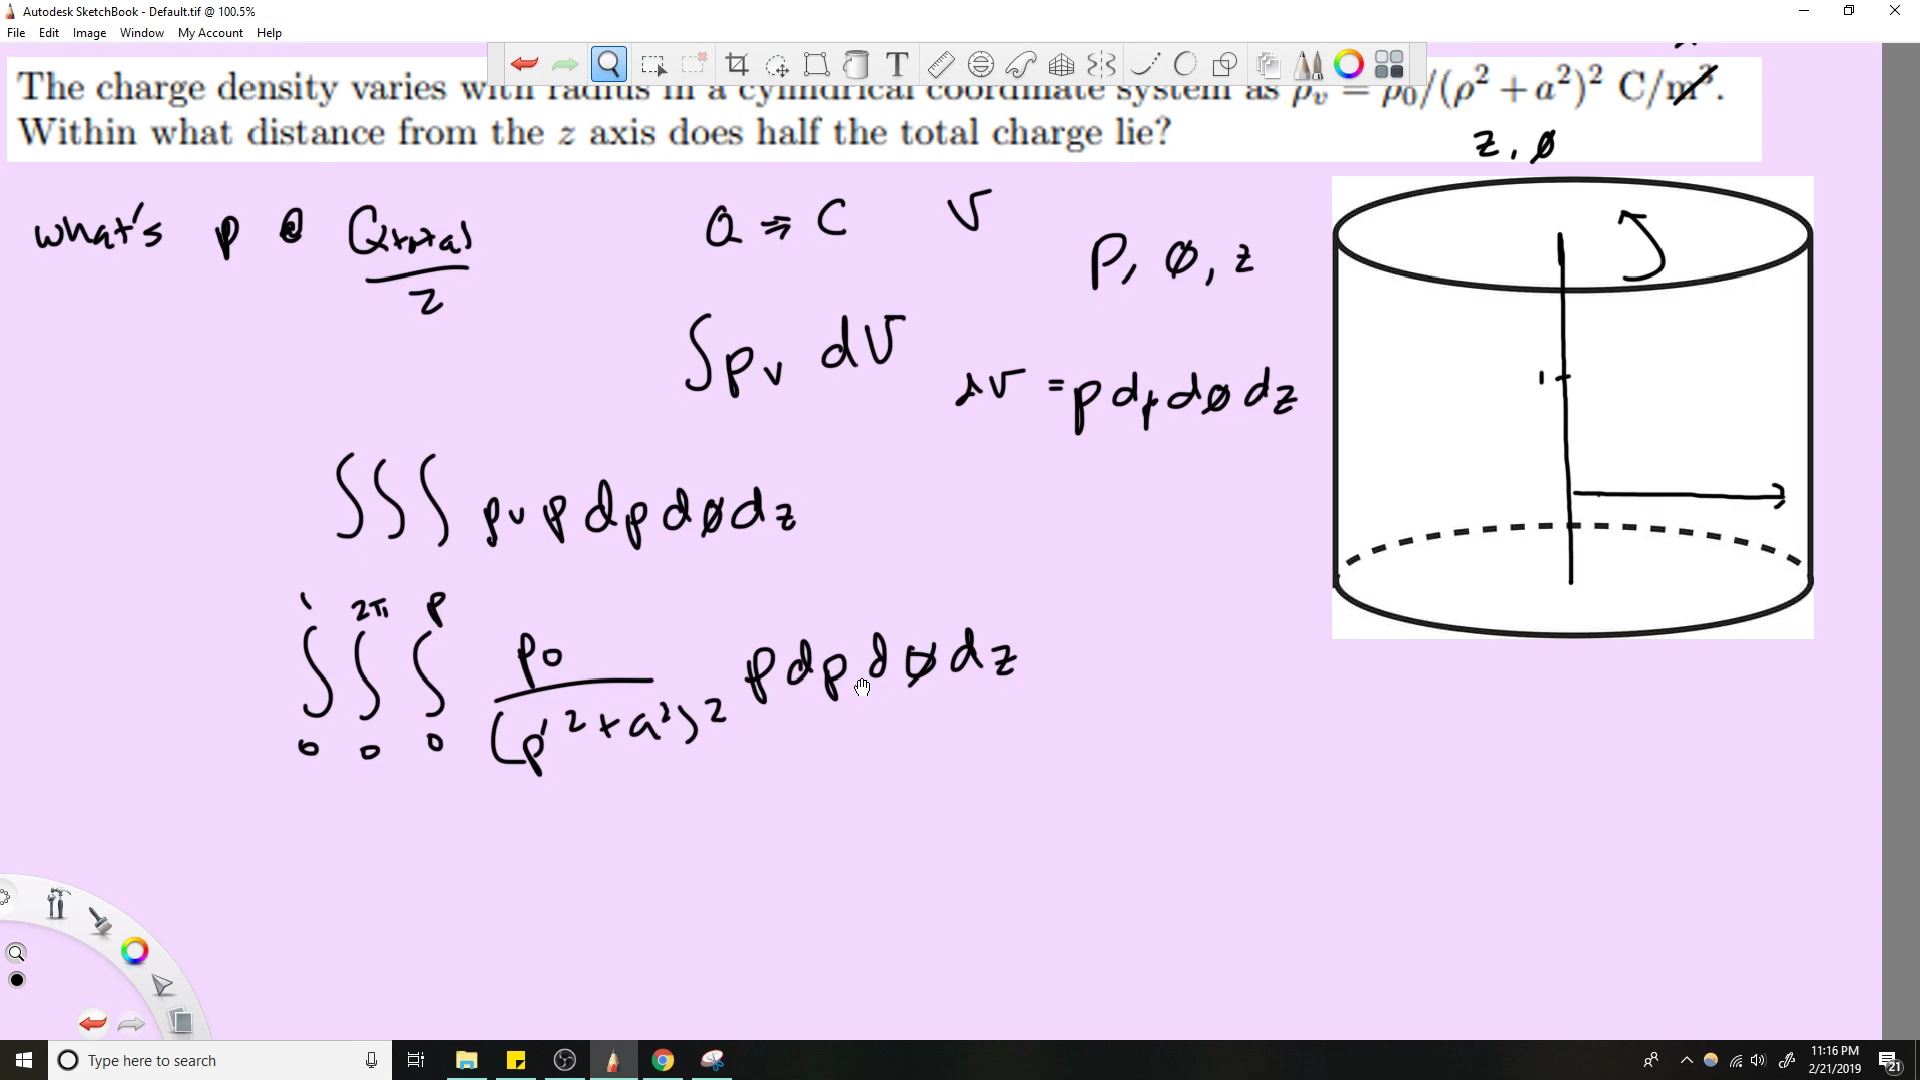 Autodesk SketchBook - Default.tif @ 100.5%
File Edit Image Window My Account Help
The charge density varies with radius in a cylindrical coordinate system as ρᵥ = ρ₀/(ρ² + a²)² C/m³.
Within what distance from the z axis does half the total charge lie?
z, ϕ
what's ρ @ Qtotal/2
Q ⇒ C V
ρ, ϕ, z
∫ρv dV
dV = ρ dρ dϕ dz
1
∫∫∫ ρv ρ dρ dϕ dz
∫₀¹ ∫₀^2π ∫₀^ρ ρ0/(ρ'² + a²)² ρ dρ dϕ dz
Type here to search
11:16 PM
2/21/2019
21